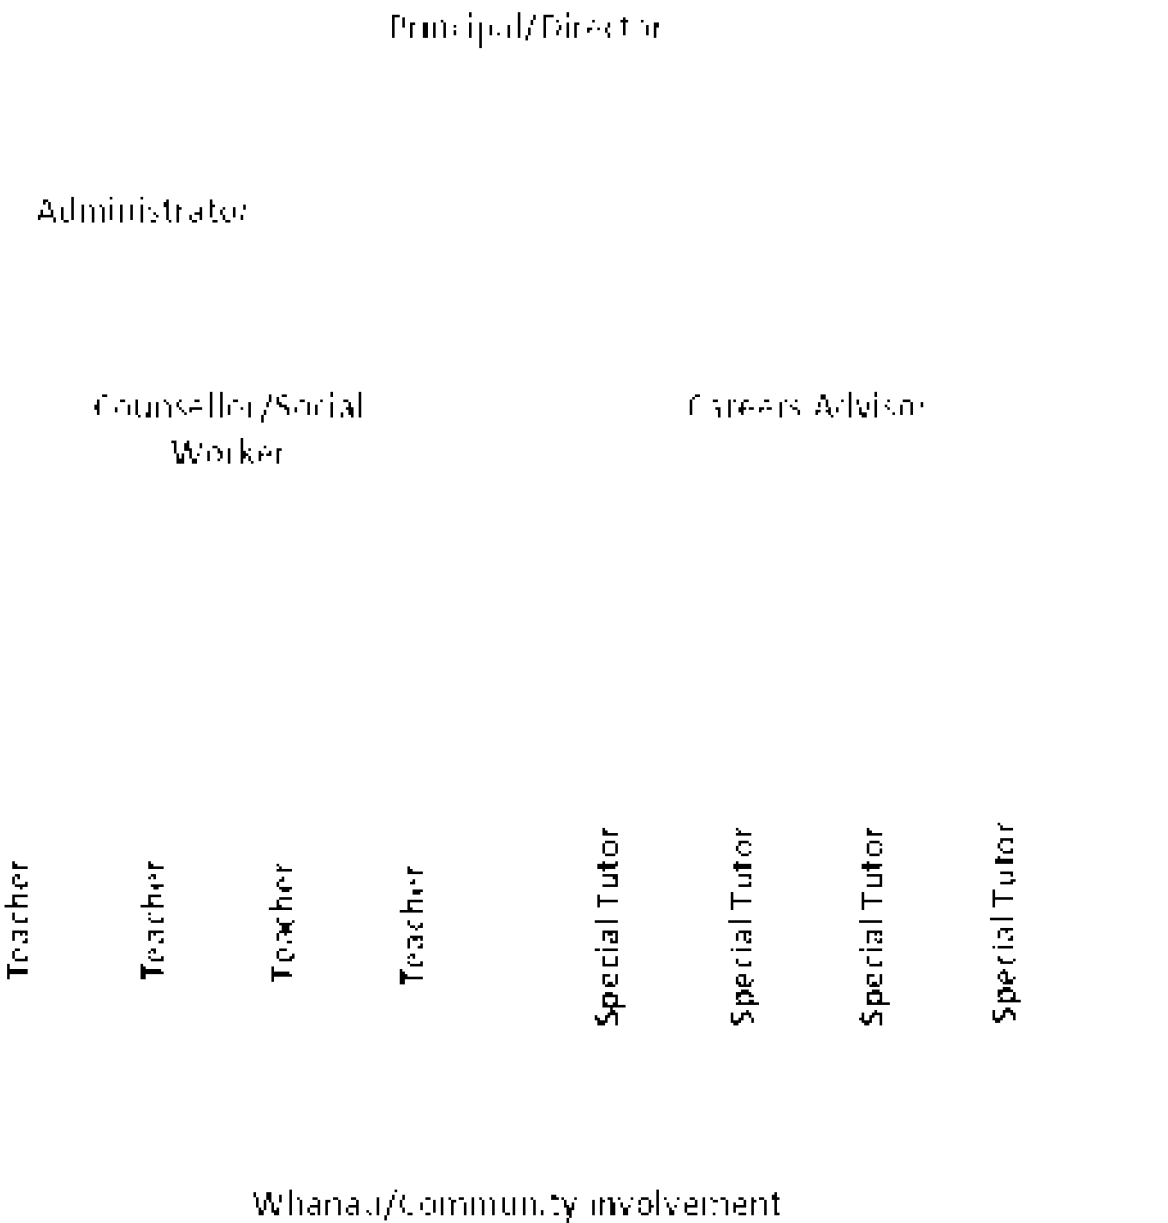 Principal/Director
Administrator
Counsellor/Social
Worker
Careers Advisor
Teacher
Teacher
Teacher
Teacher
Special Tutor
Special Tutor
Special Tutor
Special Tutor
Whanau/Community involvement